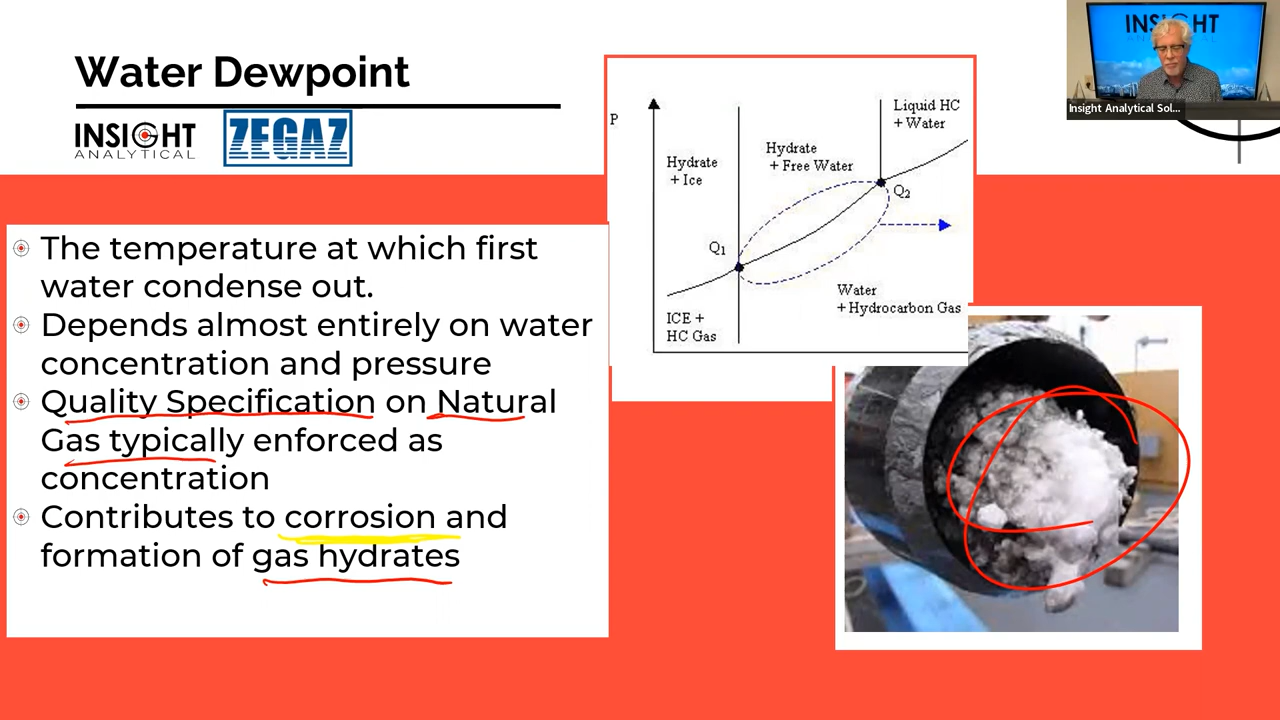 Water Dewpoint
INSIGHT
ANALYTICAL
ZEGAZ
The temperature at which first
water condense out.
Depends almost entirely on water
concentration and pressure
Quality Specification on Natural
Gas typically enforced as
concentration
Contributes to corrosion and
formation of gas hydrates
P
Hydrate
+ Ice
Hydrate
+ Free Water
Liquid HC
+ Water
Q1
Q2
ICE +
HC Gas
Water
+ Hydrocarbon Gas
INSIGHT
ANALYTICAL
Insight Analytical Sol...